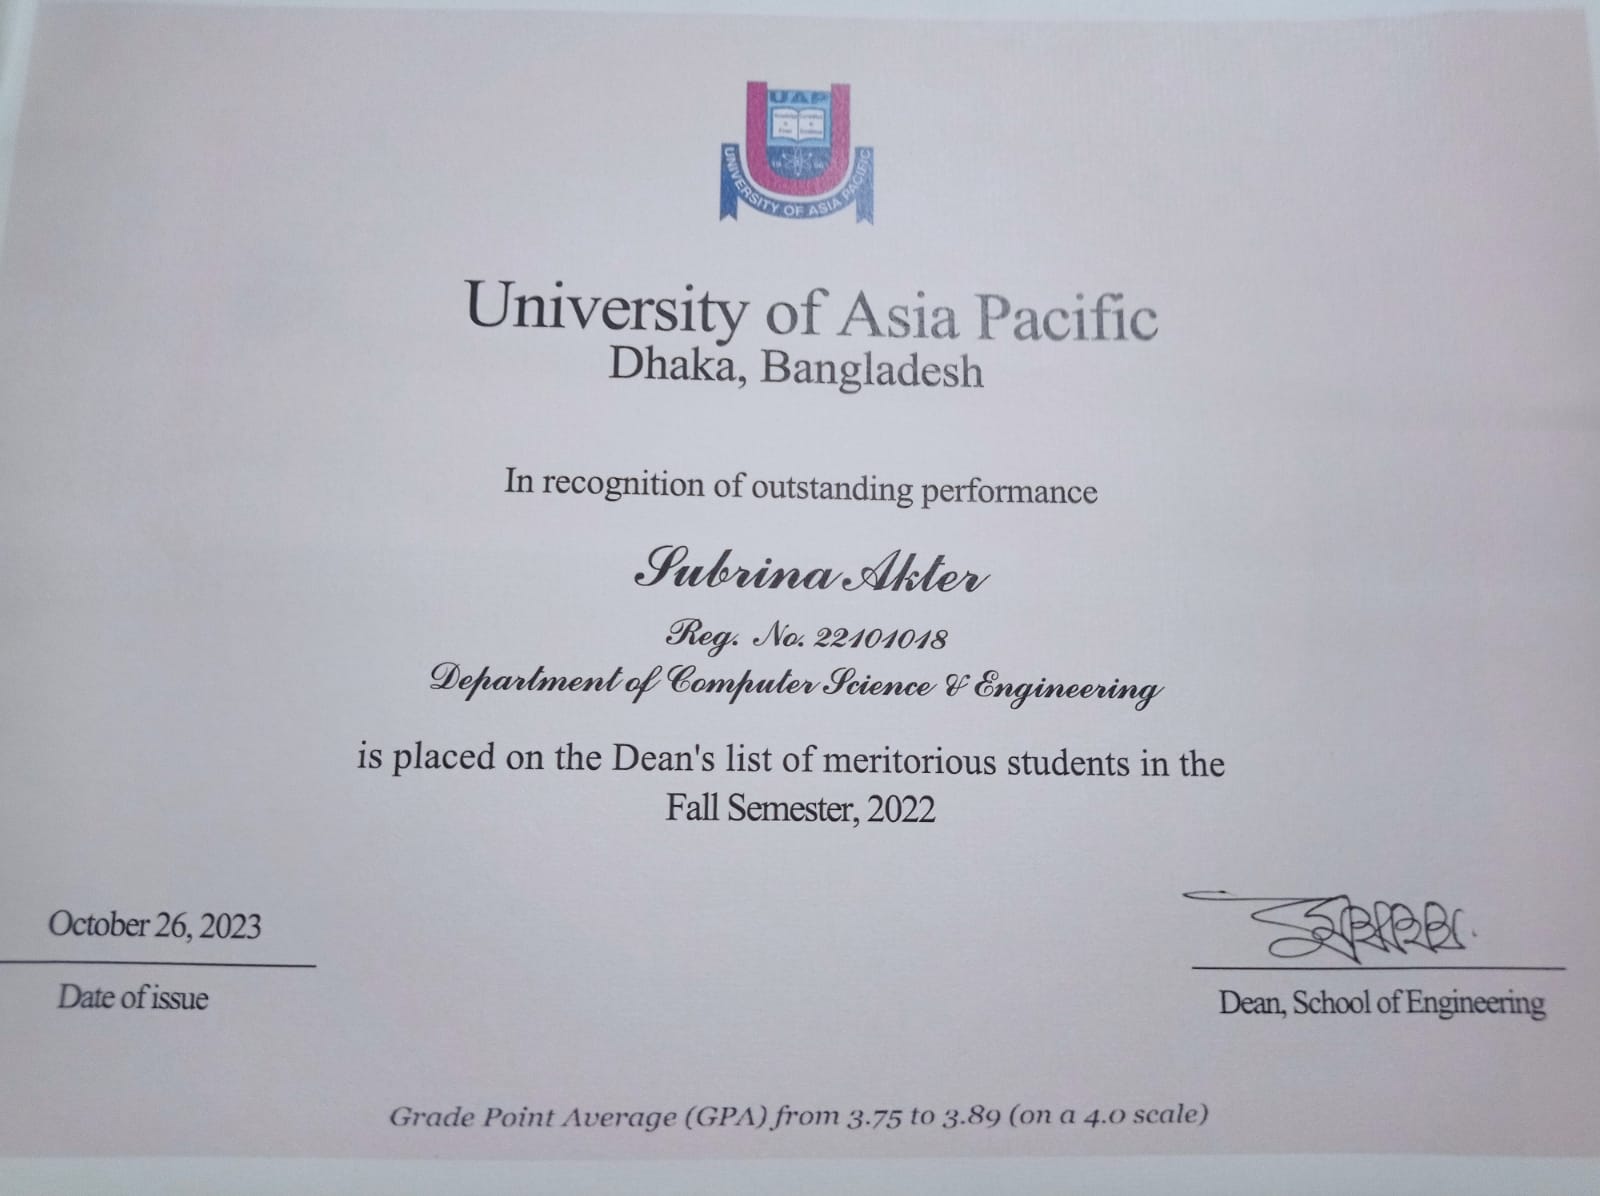 UAP
UNIVERSITY OF ASIA PACIFIC
University of Asia Pacific
Dhaka, Bangladesh
In recognition of outstanding performance
Subrina Akter
Reg. No. 22101018
Department of Computer Science & Engineering
is placed on the Dean's list of meritorious students in the
Fall Semester, 2022
October 26, 2023
Date of issue
Dean, School of Engineering
Grade Point Average (GPA) from 3.75 to 3.89 (on a 4.0 scale)